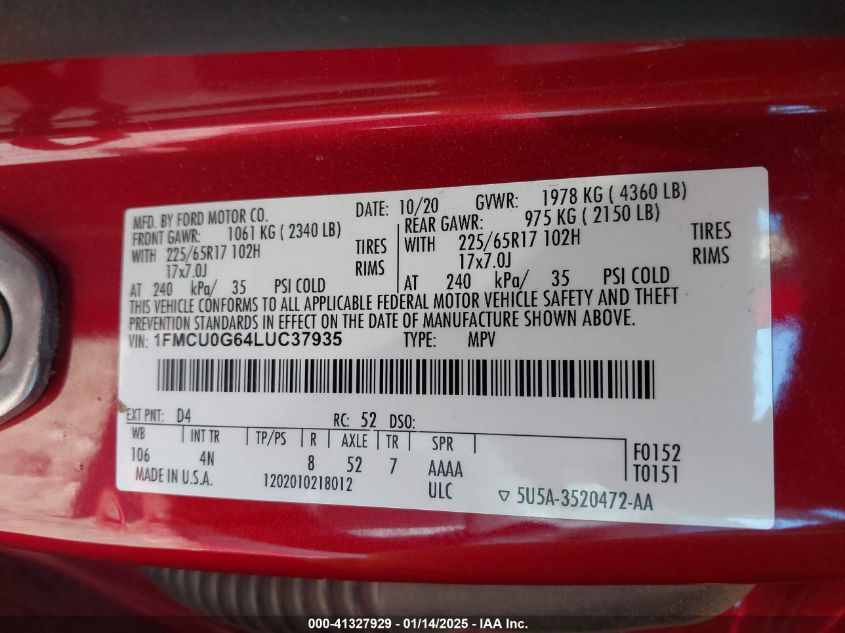 MFD. BY FORD MOTOR CO. DATE: 10/20 GVWR: 1978 KG ( 4360 LB)
FRONT GAWR: 1061 KG ( 2340 LB) REAR GAWR: 975 KG ( 2150 LB)
WITH 225/65R17 102H TIRES WITH 225/65R17 102H TIRES
17x7.0J RIMS 17x7.0J RIMS
AT 240 kPa/ 35 PSI COLD AT 240 kPa/ 35 PSI COLD
THIS VEHICLE CONFORMS TO ALL APPLICABLE FEDERAL MOTOR VEHICLE SAFETY AND THEFT
PREVENTION STANDARDS IN EFFECT ON THE DATE OF MANUFACTURE SHOWN ABOVE.
VIN: 1FMCU0G64LUC37935 TYPE: MPV
EXT PNT: D4 RC: 52 DSO:
WB INT TR TP/PS R AXLE TR SPR F0152
106 4N 8 52 7 AAAA T0151
MADE IN U.S.A. 1202010218012 ULC ▽ 5U5A-3520472-AA
000-41327929 — 01/14/2025 — IAA Inc.